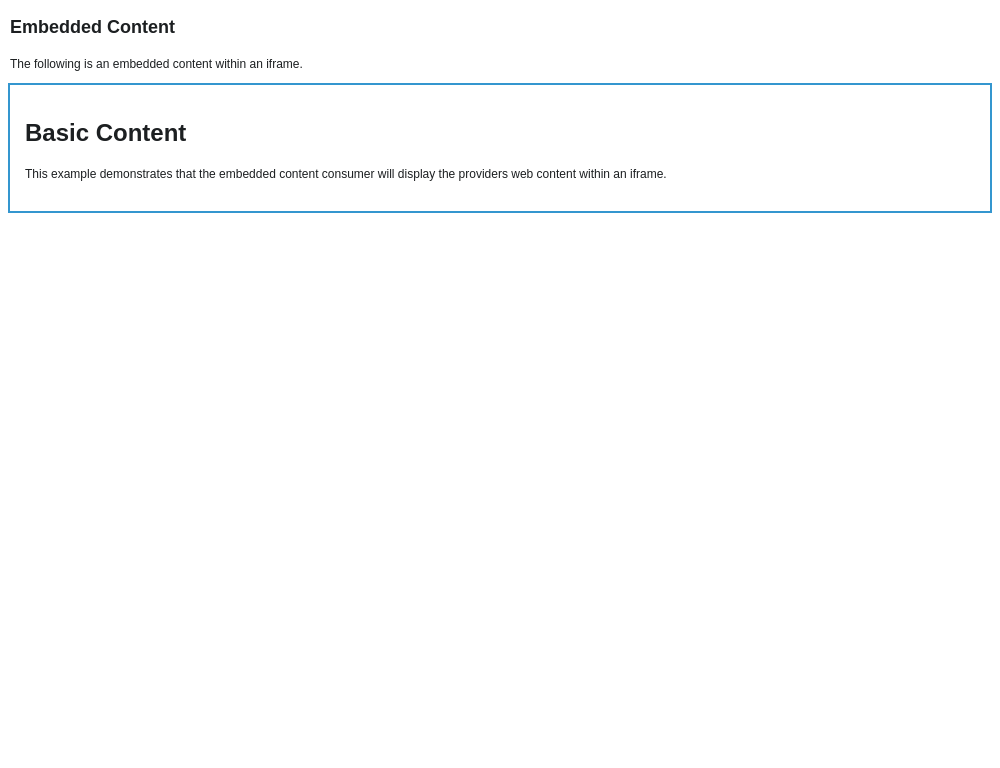 Embedded Content
The following is an embedded content within an iframe.
Basic Content
This example demonstrates that the embedded content consumer will display the providers web content within an iframe.